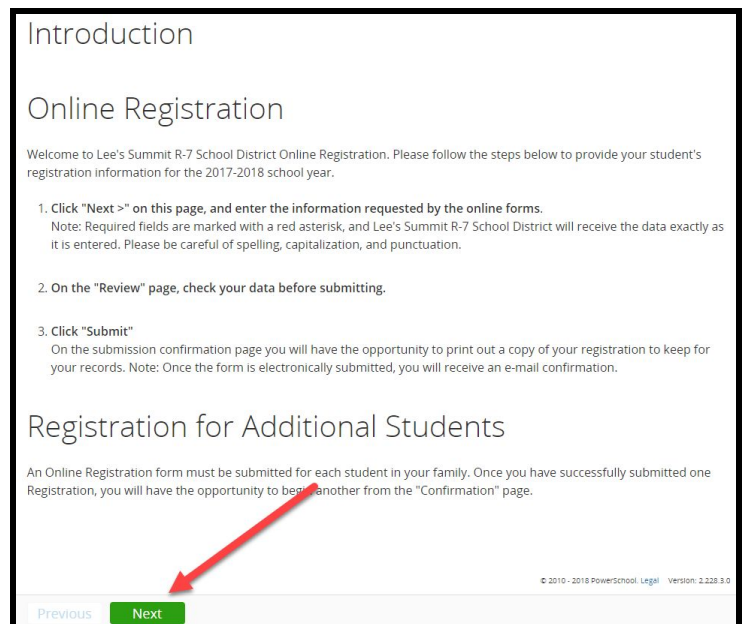 Introduction
Online Registration
Welcome to Lee's Summit R-7 School District Online Registration. Please follow the steps below to provide your student's
registration information for the 2017-2018 school year.
1. Click "Next >" on this page, and enter the information requested by the online forms.
Note: Required fields are marked with a red asterisk, and Lee's Summit R-7 School District will receive the data exactly as
it is entered. Please be careful of spelling, capitalization, and punctuation.
2. On the "Review" page, check your data before submitting.
3. Click "Submit"
On the submission confirmation page you will have the opportunity to print out a copy of your registration to keep for
your records. Note: Once the form is electronically submitted, you will receive an e-mail confirmation.
Registration for Additional Students
An Online Registration form must be submitted for each student in your family. Once you have successfully submitted one
Registration, you will have the opportunity to begin another from the "Confirmation" page.
© 2010 - 2018 PowerSchool. Legal Version: 2.228.3.0
Previous Next